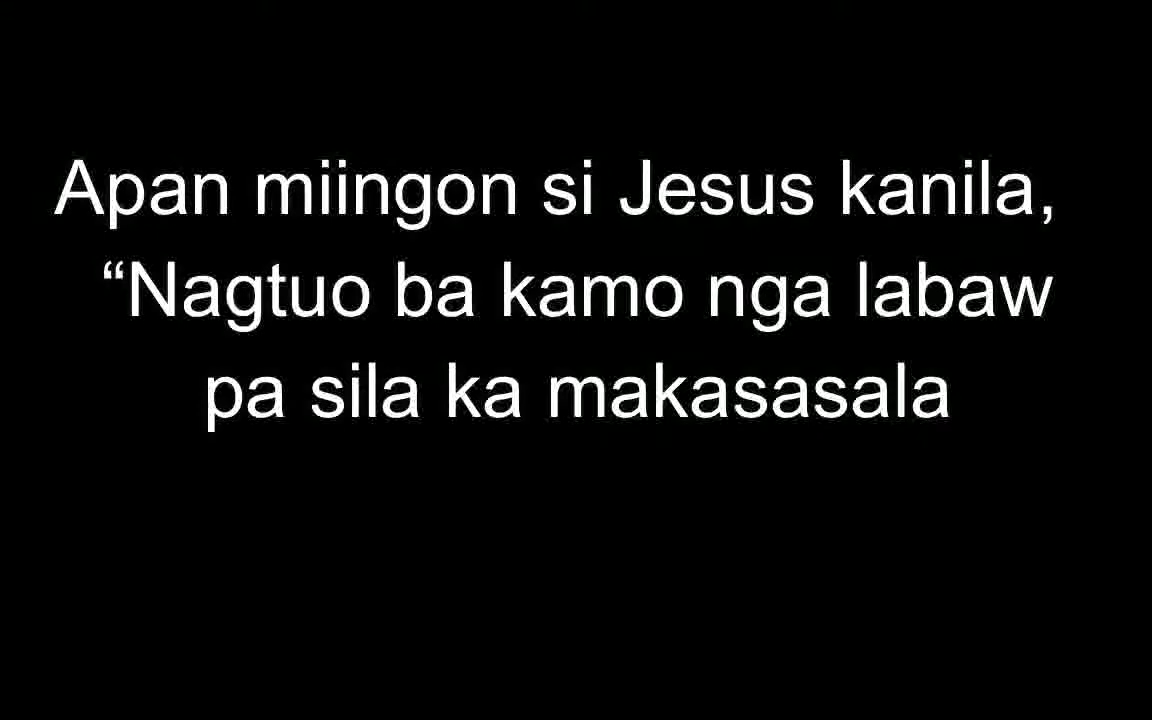 Apan miingon si Jesus kanila,
“Nagtuo ba kamo nga labaw
pa sila ka makasasala